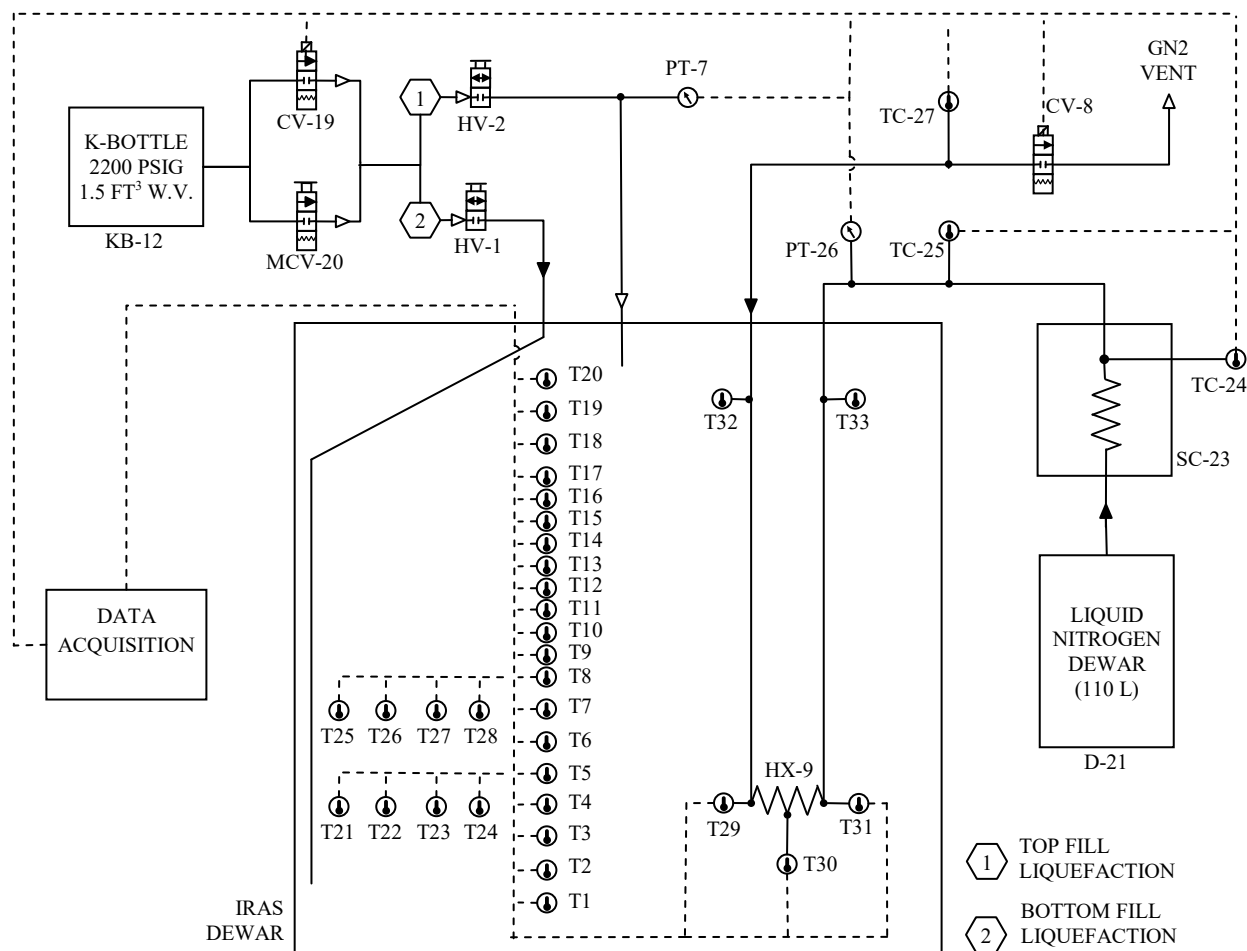 GN2
VENT
PT-7
CV-8
TC-27
CV-19
HV-2
1
K-BOTTLE
2200 PSIG
1.5 FT³ W.V.
KB-12
2
MCV-20
HV-1
PT-26
TC-25
TC-24
T20
T19
T18
T17
T16
T15
T14
T13
T12
T11
T10
T9
T8
T7
T6
T5
T4
T3
T2
T1
T32
T33
SC-23
DATA
ACQUISITION
LIQUID
NITROGEN
DEWAR
(110 L)
D-21
T25 T26 T27 T28
T21 T22 T23 T24
HX-9
T29
T31
T30
IRAS
DEWAR
1
TOP FILL
LIQUEFACTION
2
BOTTOM FILL
LIQUEFACTION